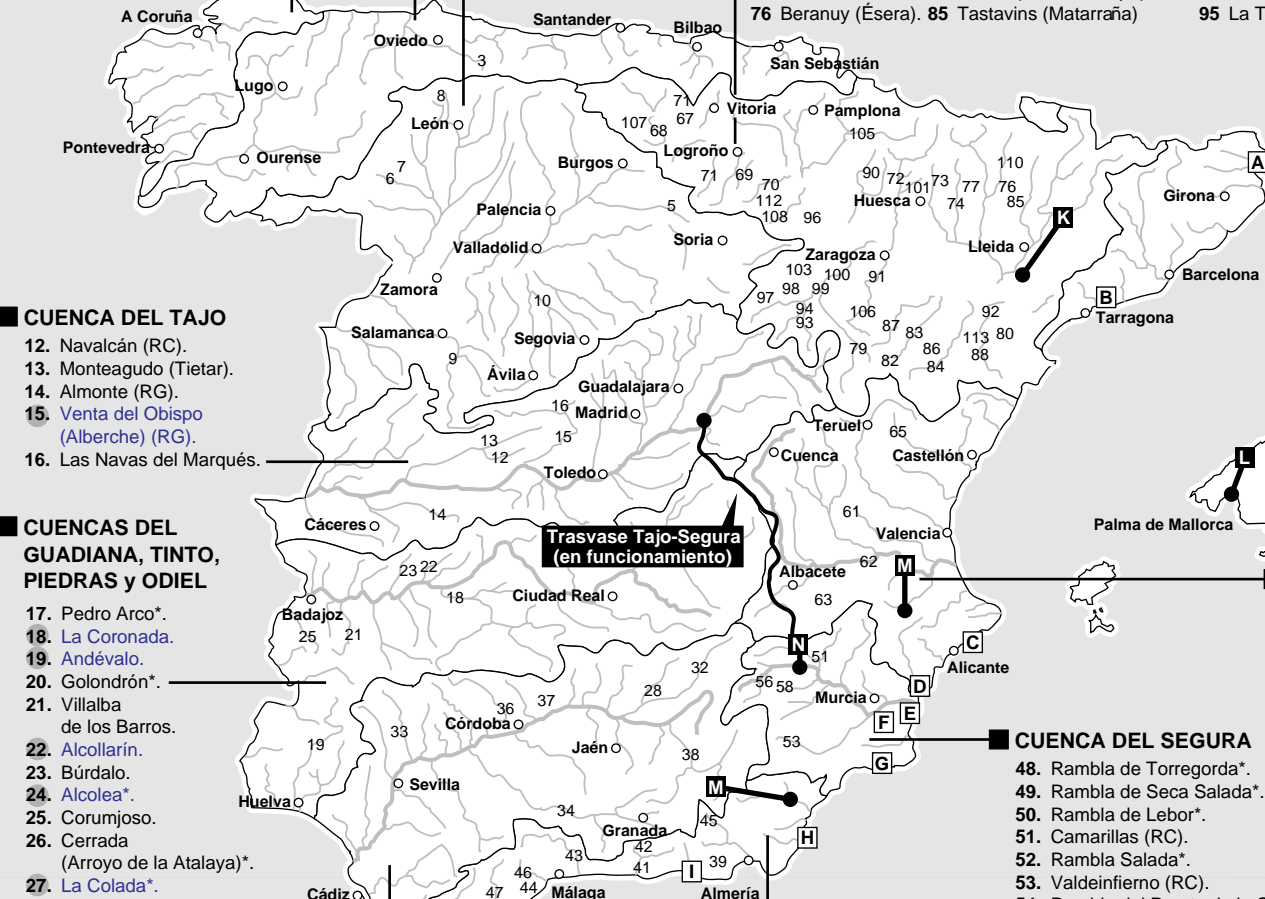 76 Beranuy (Ésera). 85 Tastavins (Matarraña)
95 La T
A Coruña
Santander
Bilbao
Oviedo
3
San Sebastián
Lugo
8
León
71
67
107
68
Vitoria
Pamplona
105
Pontevedra
Ourense
7
6
Burgos
Logroño
71
69
70
112
108
96
90
72
101
73
77
74
110
76
85
Huesca
A
Girona
Palencia
5
K
Valladolid
Soria
Lleida
Zaragoza
Barcelona
Zamora
103
100
91
98
99
97
94
93
106
B
Tarragona
10
92
87
83
113
80
88
86
84
79
82
Salamanca
Segovia
9
Ávila
CUENCA DEL TAJO
12. Navalcán (RC).
13. Monteagudo (Tietar).
14. Almonte (RG).
15. Venta del Obispo
(Alberche) (RG).
16. Las Navas del Marqués.
Guadalajara
16
Madrid
15
13
12
Toledo
Teruel
65
Cuenca
Castellón
L
Palma de Mallorca
Cáceres
14
61
Valencia
Trasvase Tajo-Segura
(en funcionamiento)
62
M
Albacete
63
CUENCAS DEL
GUADIANA, TINTO,
PIEDRAS y ODIEL
17. Pedro Arco*.
18. La Coronada.
19. Andévalo.
20. Golondrón*.
21. Villalba
de los Barros.
22. Alcollarín.
23. Búrdalo.
24. Alcolea*.
25. Corumjoso.
26. Cerrada
(Arroyo de la Atalaya)*.
27. La Colada*.
23
22
18
Ciudad Real
Badajoz
25
21
N
51
C
Alicante
32
56
58
28
Murcia
D
E
F
37
36
Córdoba
33
19
Jaén
38
53
G
Sevilla
Huelva
M
34
Granada
45
H
42
43
41
39
I
46
44
47
Cádiz
Málaga
Almería
CUENCA DEL SEGURA
48. Rambla de Torregorda*.
49. Rambla de Seca Salada*.
50. Rambla de Lebor*.
51. Camarillas (RC).
52. Rambla Salada*.
53. Valdeinfierno (RC).